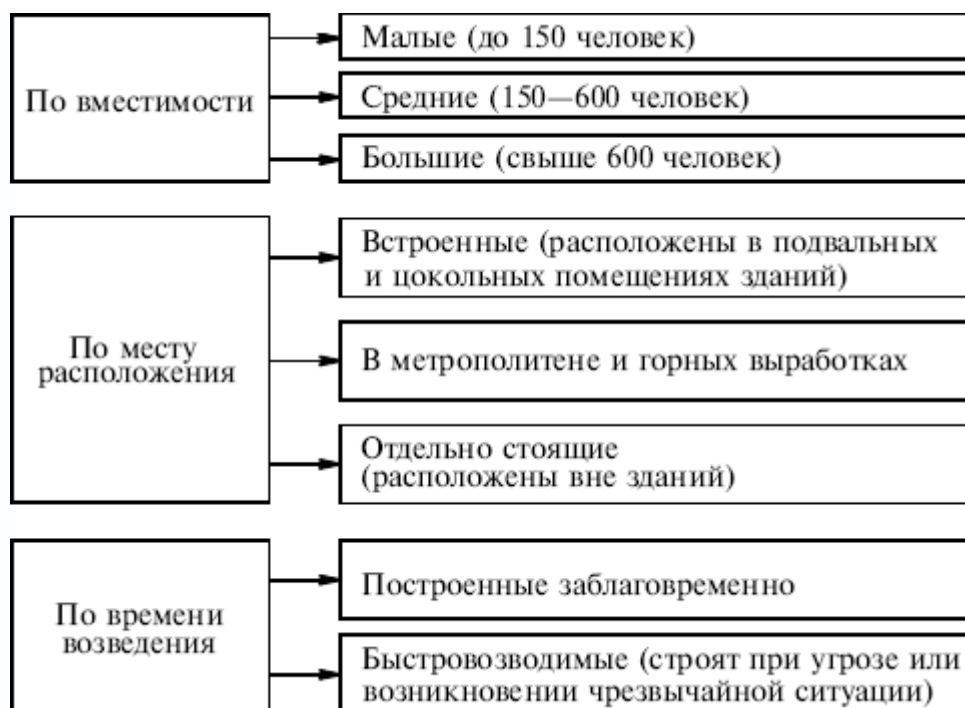 По вместимости
Малые (до 150 человек)
Средние (150—600 человек)
Большие (свыше 600 человек)
По месту
расположения
Встроенные (расположены в подвальных
и цокольных помещениях зданий)
В метрополитене и горных выработках
Отдельно стоящие
(расположены вне зданий)
По времени
возведения
Построенные заблаговременно
Быстровозводимые (строят при угрозе или
возникновении чрезвычайной ситуации)